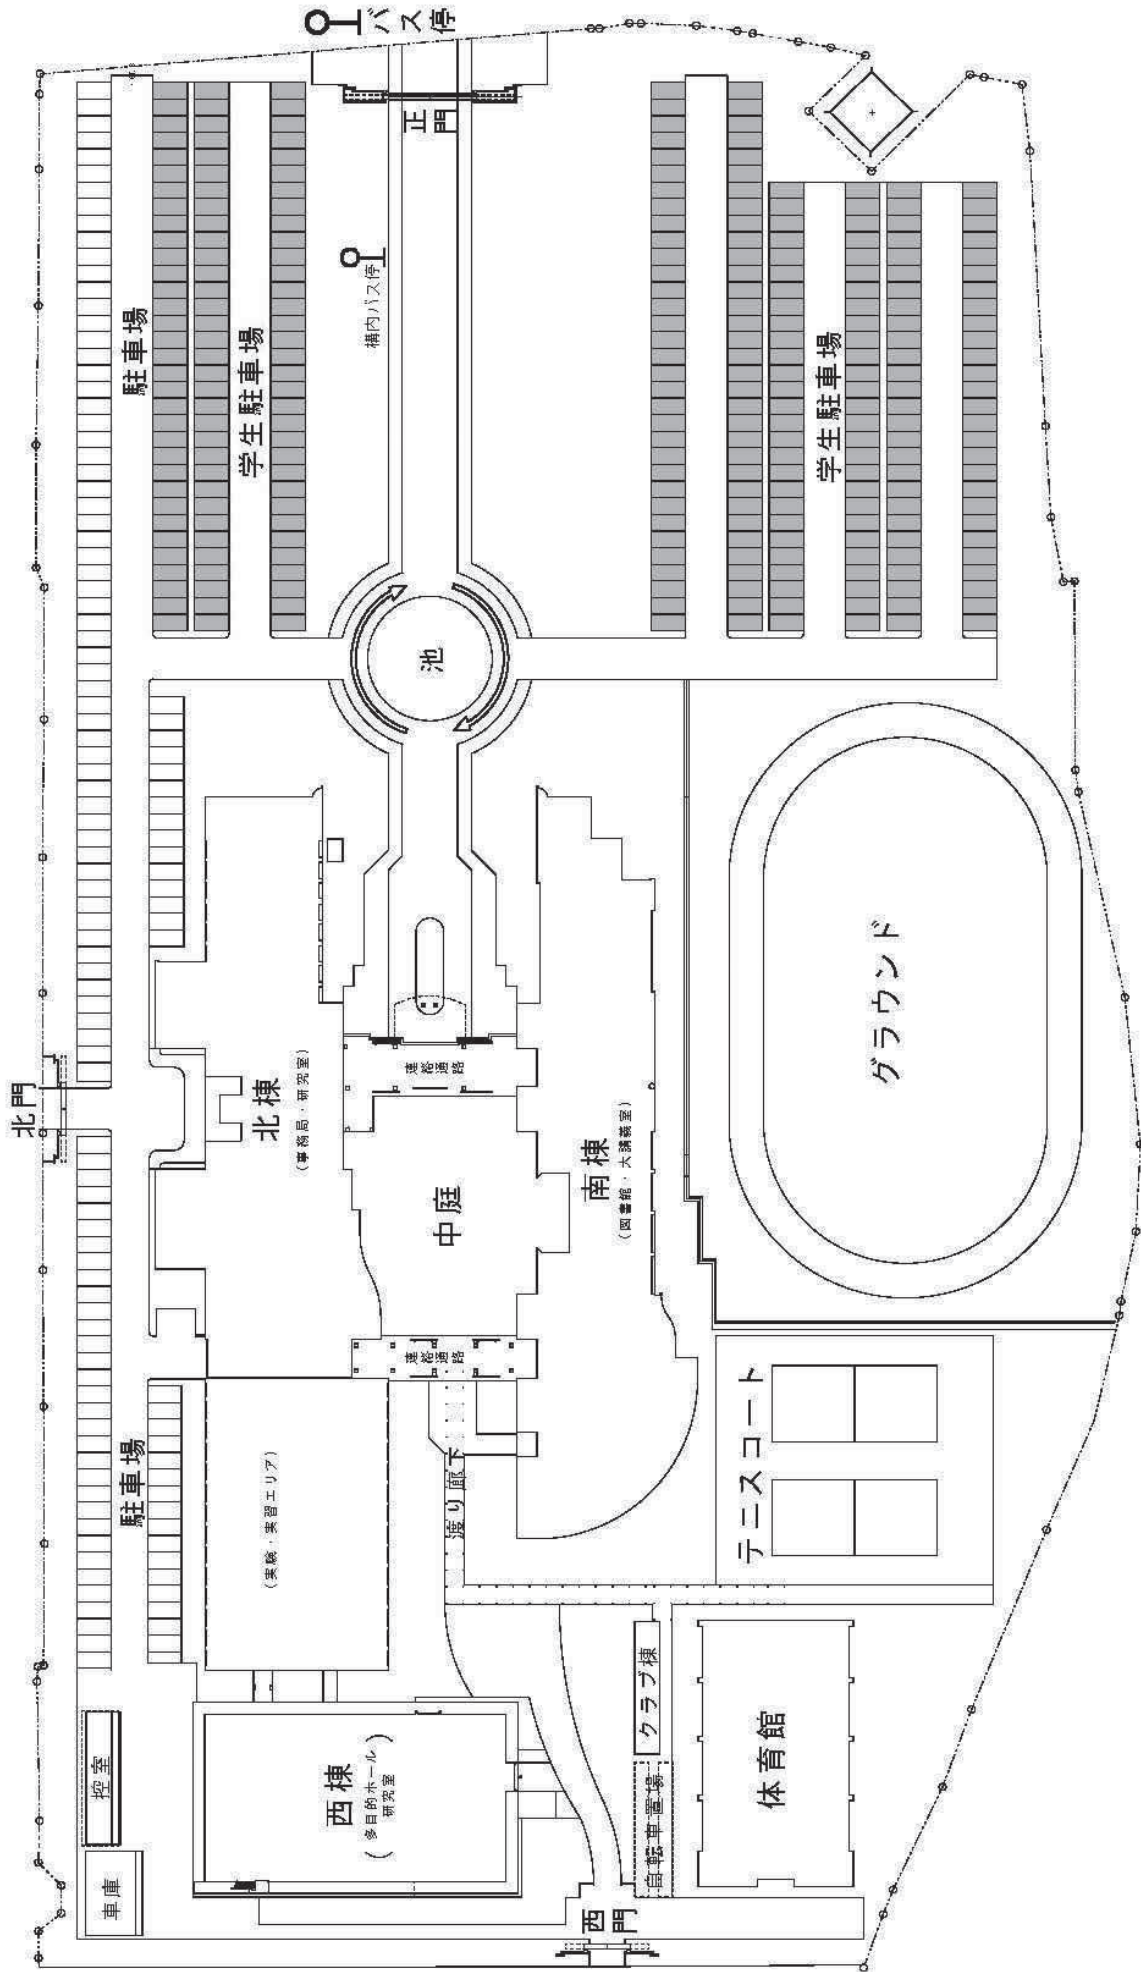 バス停
正門
構内バス停
駐車場
学生駐車場
学生駐車場
池
北門
北棟
(事務局・研究室)
連絡通路
中庭
南棟
(図書館・大講義室)
グラウンド
連絡通路
渡り廊下
駐車場
(実験・実習エリア)
テニスコート
控室
車庫
西棟
(多目的ホール
研究室)
クラブ棟
自転車置場
体育館
西門